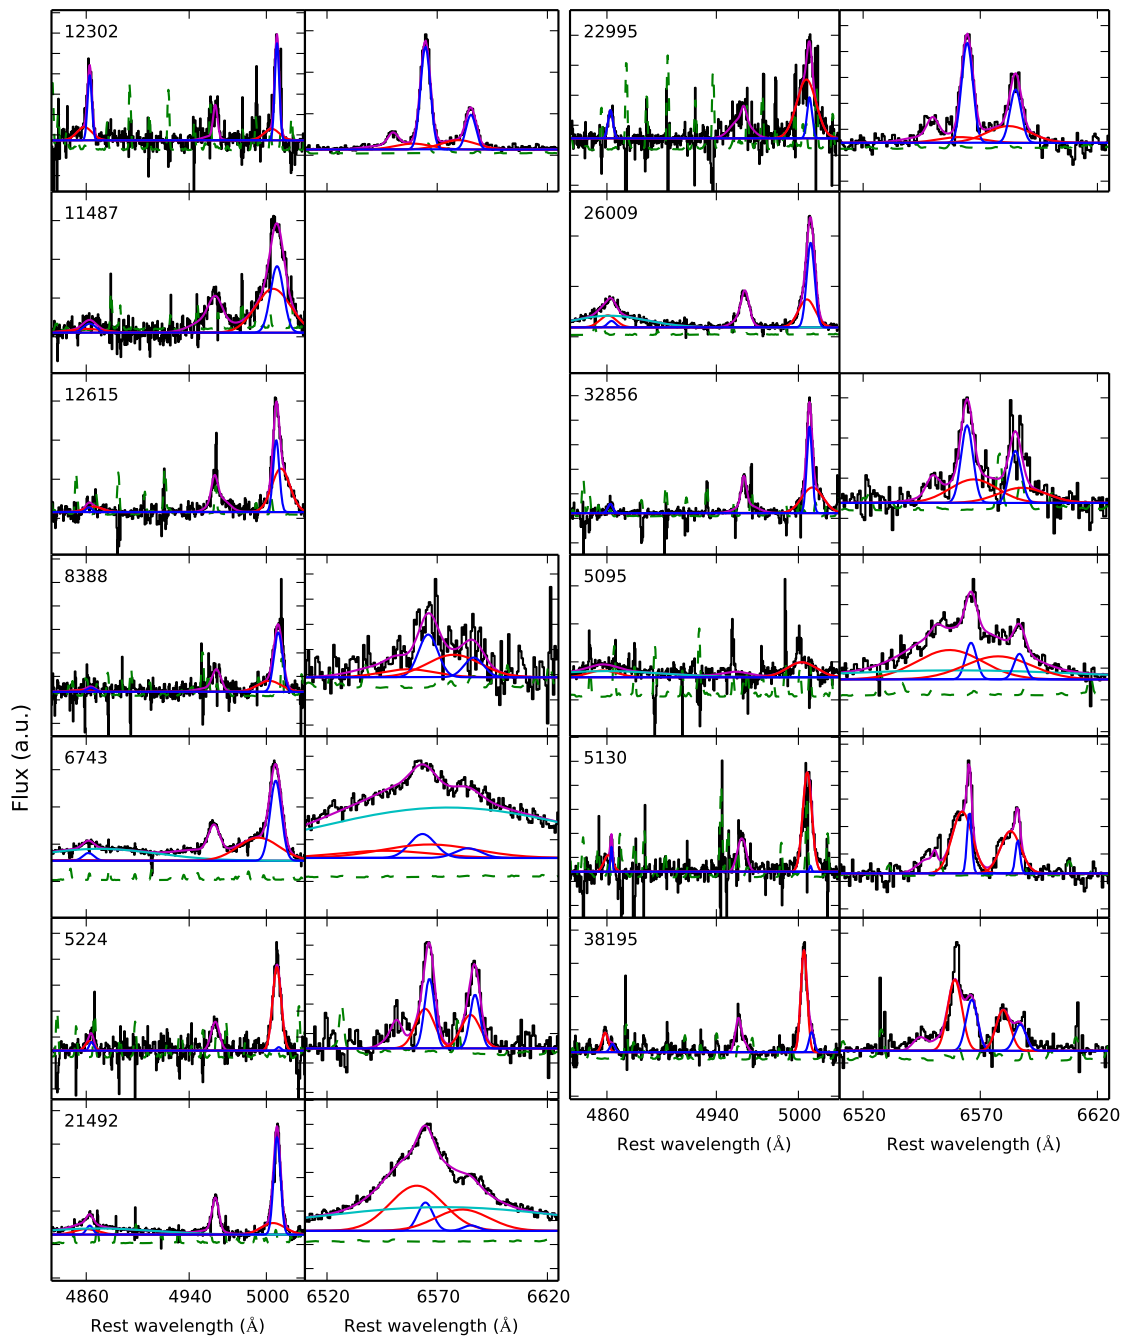 12302
22995
11487
26009
12615
32856
8388
5095
6743
5130
5224
38195
21492
Flux (a.u.)
4860 4940 5000 6520 6570 6620
Rest wavelength (Å) Rest wavelength (Å)
4860 4940 5000 6520 6570 6620
Rest wavelength (Å) Rest wavelength (Å)